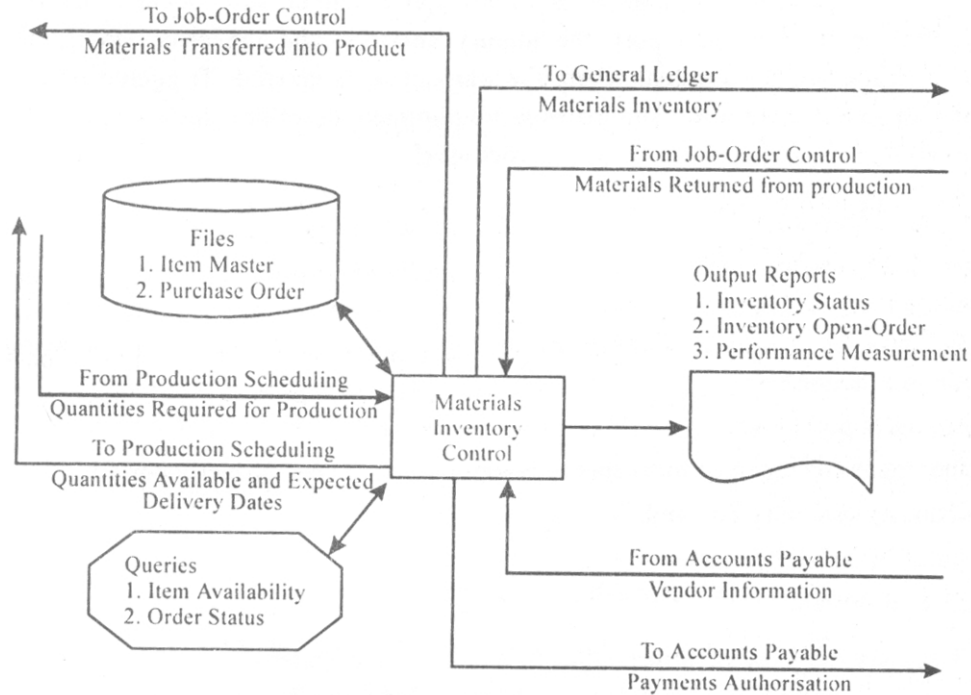 To Job-Order Control
Materials Transferred into Product
To General Ledger
Materials Inventory
From Job-Order Control
Materials Returned from production
Files
1. Item Master
2. Purchase Order
Output Reports
1. Inventory Status
2. Inventory Open-Order
3. Performance Measurement
From Production Scheduling
Quantities Required for Production
Materials
Inventory
Control
To Production Scheduling
Quantities Available and Expected
Delivery Dates
Queries
1. Item Availability
2. Order Status
From Accounts Payable
Vendor Information
To Accounts Payable
Payments Authorisation